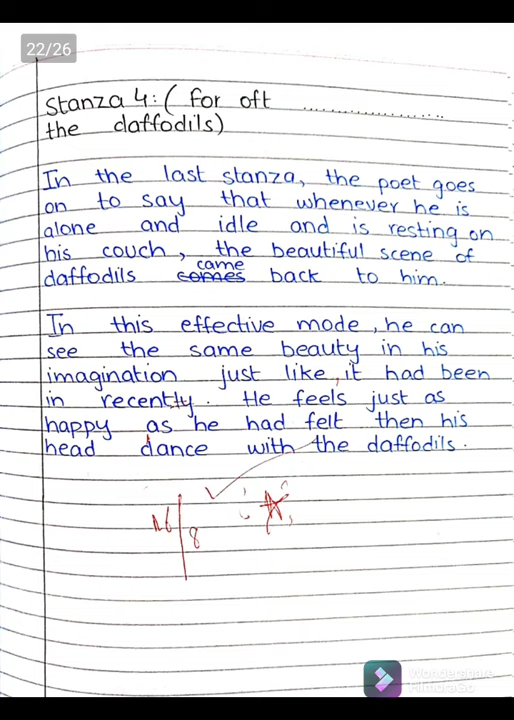 22/26
Stanza 4: ( for oft ......................
the daffodils)
In the last stanza, the poet goes
on to say that whenever he is
alone and idle and is resting on
his couch, the beautiful scene of
came
daffodils comes back to him.
In this effective mode, he can
see the same beauty in his
imagination just like, it had been
in recently. He feels just as
happy as he had felt then his
head dance with the daffodils.
8
Wondershare
FilmoraGo